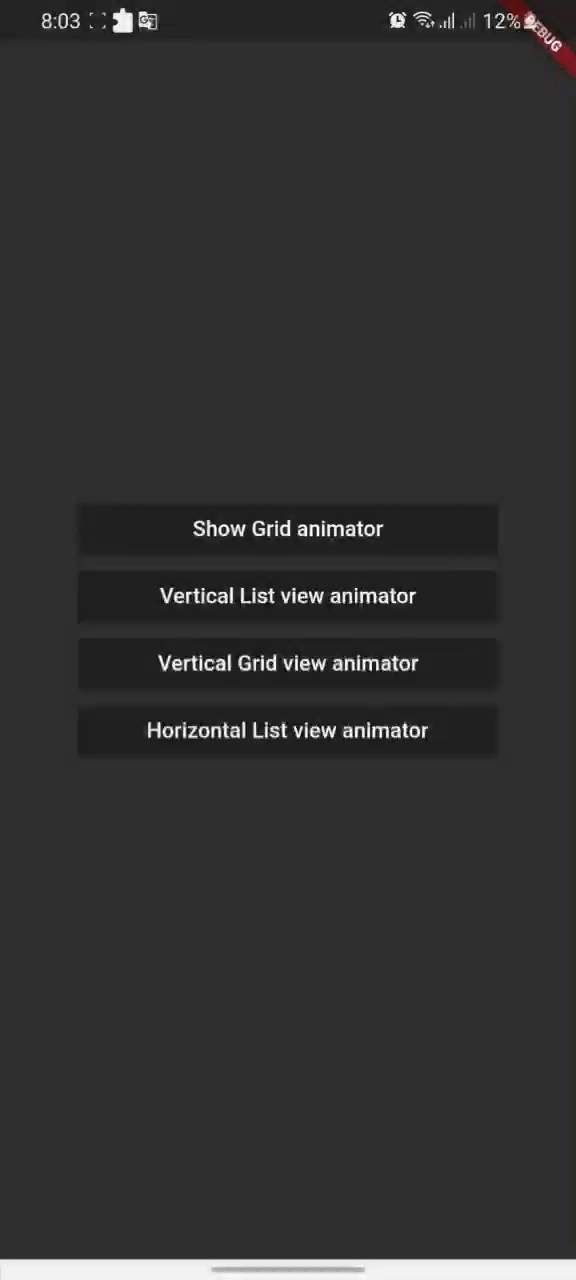 8:03
12%
DEBUG
Show Grid animator
Vertical List view animator
Vertical Grid view animator
Horizontal List view animator